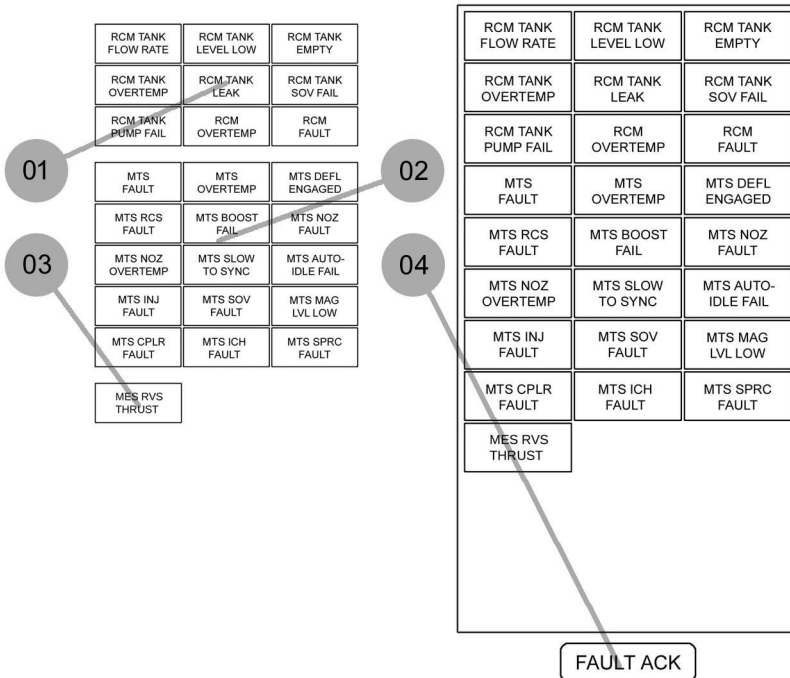 RCM TANK FLOW RATE
RCM TANK LEVEL LOW
RCM TANK EMPTY
RCM TANK OVERTEMP
RCM TANK LEAK
RCM TANK SOV FAIL
RCM TANK PUMP FAIL
RCM OVERTEMP
RCM FAULT
01
MTS FAULT
MTS OVERTEMP
MTS DEFL ENGAGED
02
MTS RCS FAULT
MTS BOOST FAIL
MTS NOZ FAULT
03
MTS NOZ OVERTEMP
MTS SLOW TO SYNC
MTS AUTO-IDLE FAIL
04
MTS INJ FAULT
MTS SOV FAULT
MTS MAG LVL LOW
MTS CPLR FAULT
MTS ICH FAULT
MTS SPRC FAULT
MES RVS THRUST
RCM TANK FLOW RATE
RCM TANK LEVEL LOW
RCM TANK EMPTY
RCM TANK OVERTEMP
RCM TANK LEAK
RCM TANK SOV FAIL
RCM TANK PUMP FAIL
RCM OVERTEMP
RCM FAULT
MTS FAULT
MTS OVERTEMP
MTS DEFL ENGAGED
MTS RCS FAULT
MTS BOOST FAIL
MTS NOZ FAULT
MTS NOZ OVERTEMP
MTS SLOW TO SYNC
MTS AUTO-IDLE FAIL
MTS INJ FAULT
MTS SOV FAULT
MTS MAG LVL LOW
MTS CPLR FAULT
MTS ICH FAULT
MTS SPRC FAULT
MES RVS THRUST
FAULT ACK